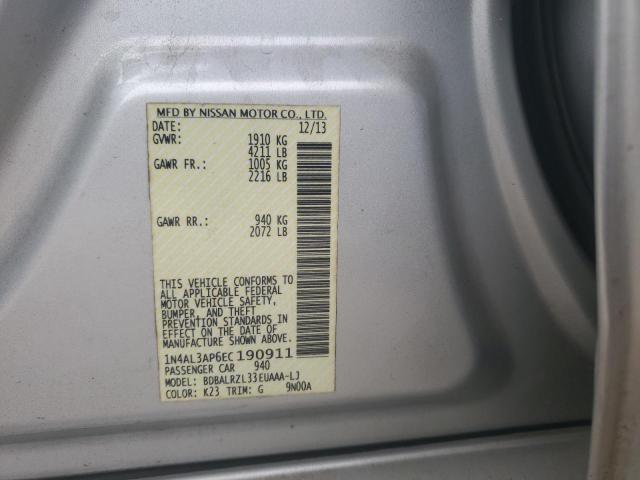 MFD BY NISSAN MOTOR CO., LTD.
DATE: 12/13
GVWR: 1910 KG
4211 LB
GAWR FR.: 1005 KG
2216 LB
GAWR RR.: 940 KG
2072 LB
THIS VEHICLE CONFORMS TO
ALL APPLICABLE FEDERAL
MOTOR VEHICLE SAFETY,
BUMPER, AND THEFT
PREVENTION STANDARDS IN
EFFECT ON THE DATE OF
MANUFACTURE SHOWN ABOVE.
1N4AL3AP6EC190911
PASSENGER CAR 940
MODEL: BDBALRZL33EUAAA-LJ
COLOR: K23 TRIM: G 9N00A